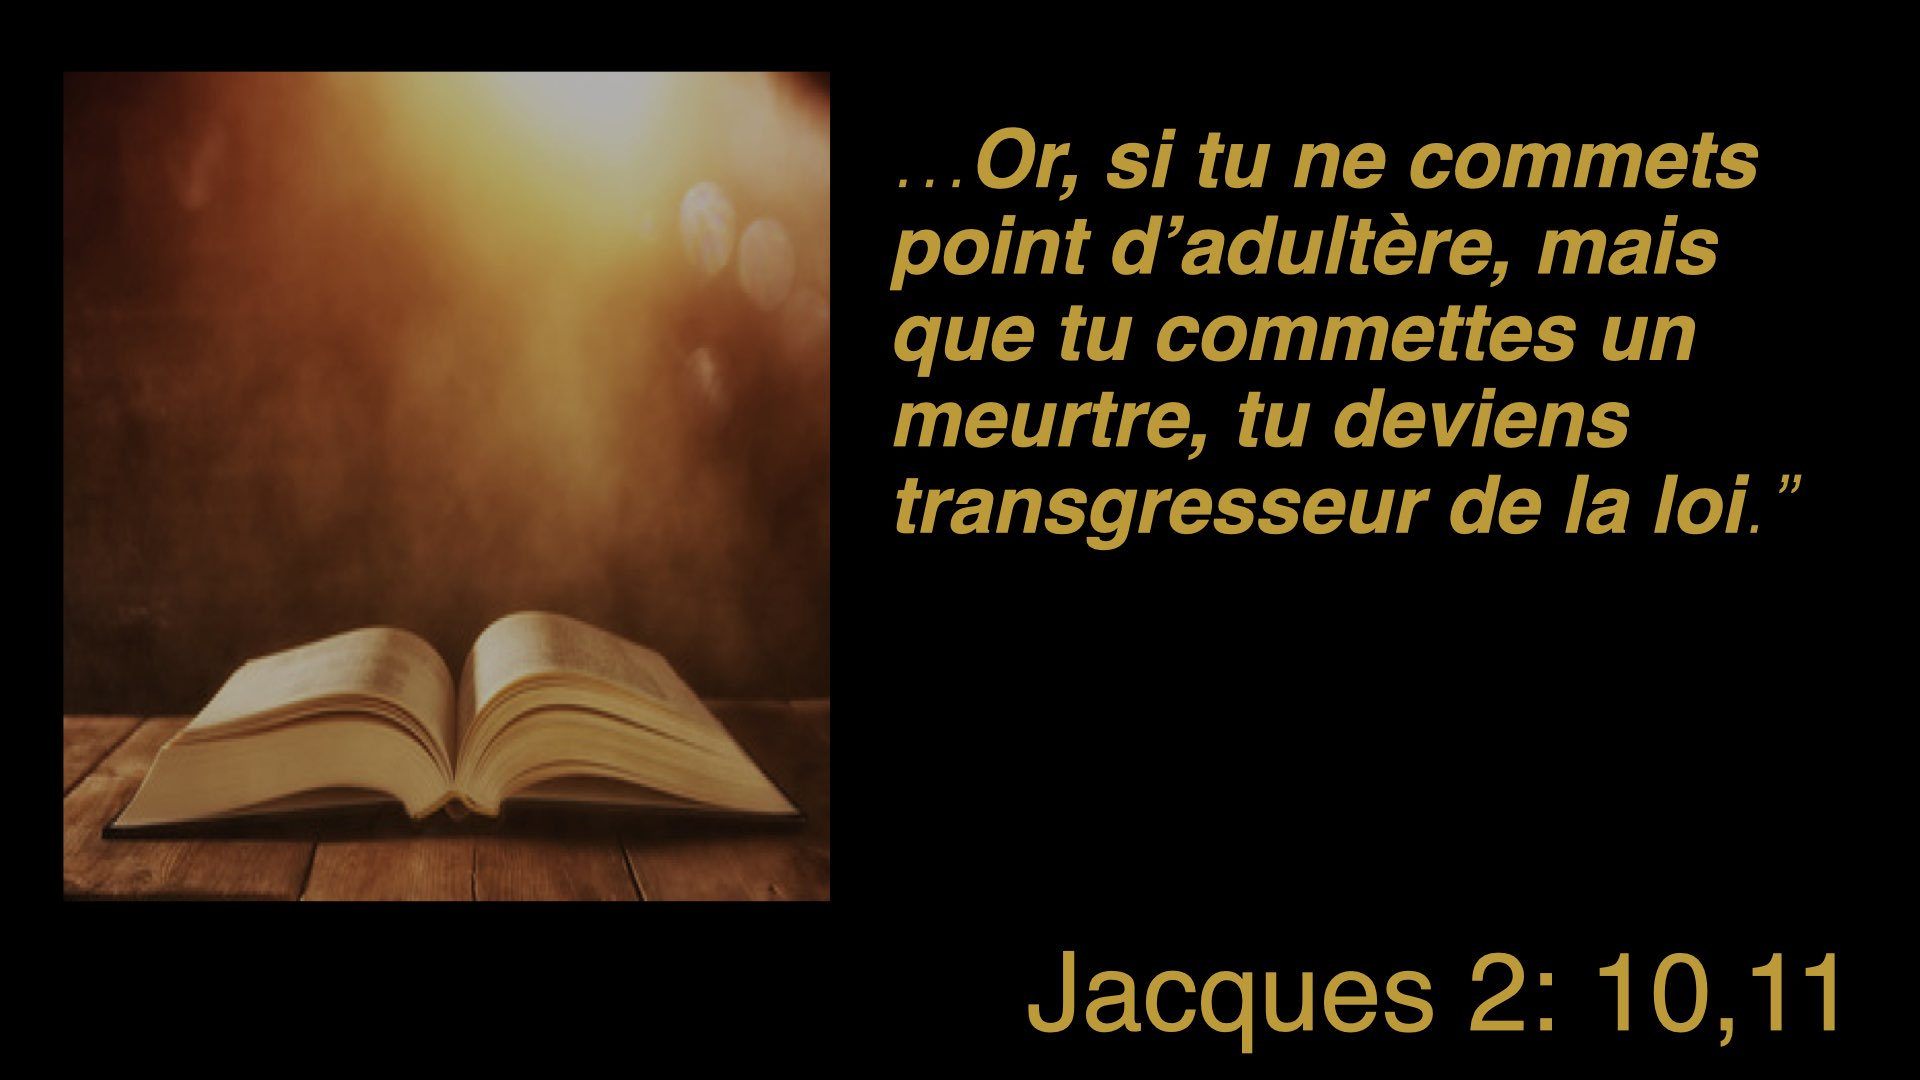 …Or, si tu ne commets
point d’adultère, mais
que tu commettes un
meurtre, tu deviens
transgresseur de la loi.”
Jacques 2: 10,11